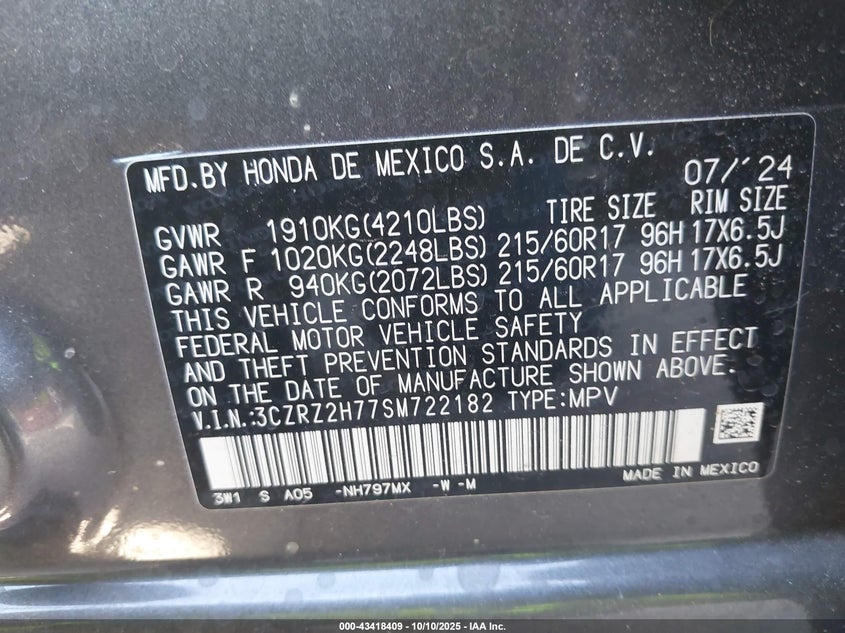 MFD.BY HONDA DE MEXICO S.A. DE C.V. 07/'24
TIRE SIZE RIM SIZE
GVWR 1910KG(4210LBS)
GAWR F 1020KG(2248LBS) 215/60R17 96H 17X6.5J
GAWR R 940KG(2072LBS) 215/60R17 96H 17X6.5J
THIS VEHICLE CONFORMS TO ALL APPLICABLE
FEDERAL MOTOR VEHICLE SAFETY
AND THEFT PREVENTION STANDARDS IN EFFECT
ON THE DATE OF MANUFACTURE SHOWN ABOVE.
V.I.N.:3CZRZ2H77SM722182 TYPE:MPV
3W1 S A05 -NH797MX -W -M MADE IN MEXICO
000-43418409 - 10/10/2025 - IAA Inc.